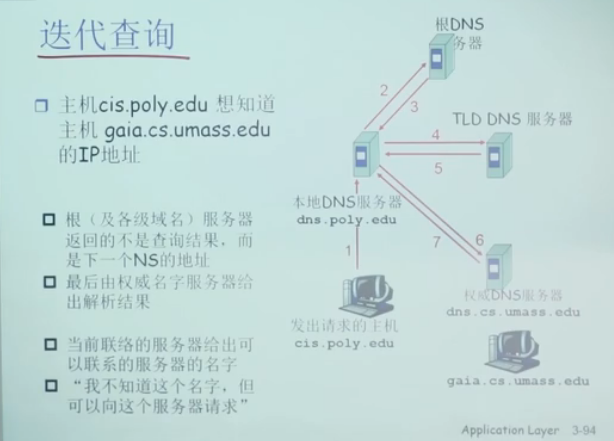 迭代查询
主机cis.poly.edu 想知道
主机 gaia.cs.umass.edu
的IP地址
根（及各级域名）服务器
返回的不是查询结果，而
是下一个NS的地址
最后由权威名字服务器给
出解析结果
当前联络的服务器给出可
以联系的服务器的名字
“我不知道这个名字，但
可以向这个服务器请求”
根DNS
务器
2
3
TLD DNS 服务器
4
5
本地DNS服务器
dns.poly.edu
1
7
6
权威DNS服务器
dns.cs.umass.edu
发出请求的主机
cis.poly.edu
gaia.cs.umass.edu
Application Layer 3-94